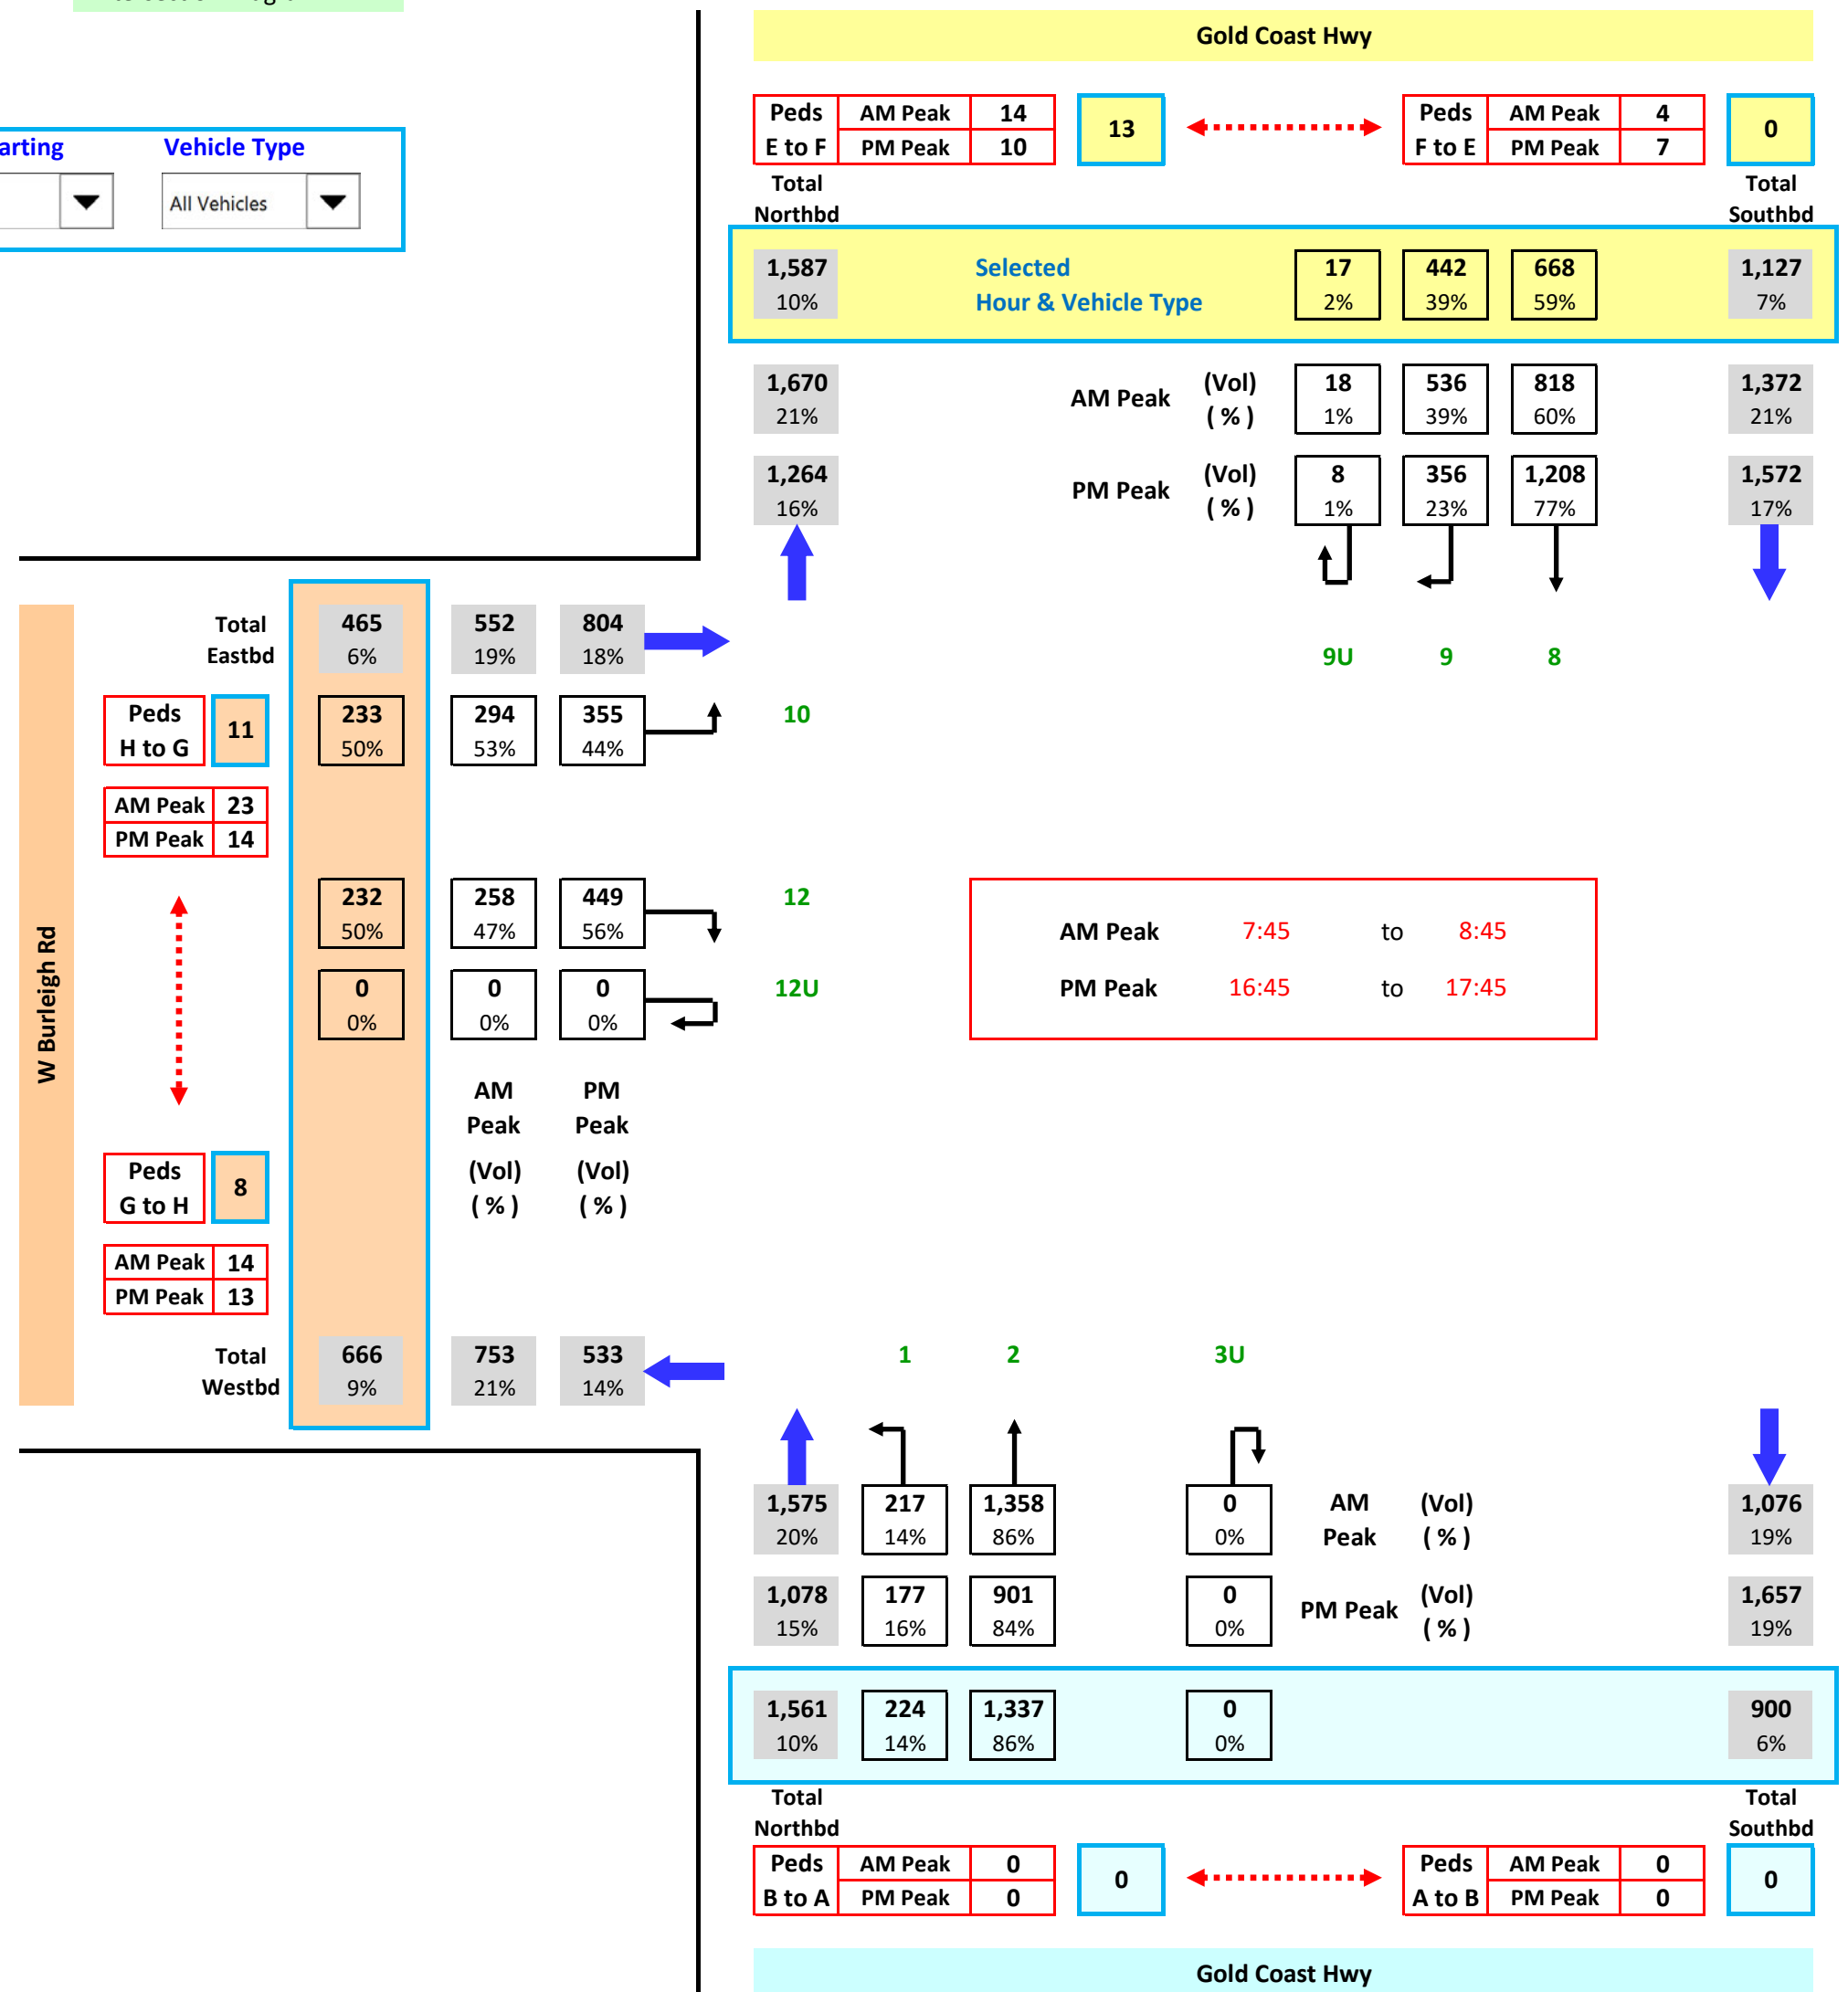 Gold Coast Hwy
Peds AM Peak 14 13 Peds AM Peak 4 0
E to F PM Peak 10 F to E PM Peak 7
arting Vehicle Type
All Vehicles
Total Total
Northbd Southbd
1,587 Selected 17 442 668 1,127
10% Hour & Vehicle Type 2% 39% 59% 7%
1,670 AM Peak (Vol) 18 536 818 1,372
21% ( % ) 1% 39% 60% 21%
1,264 PM Peak (Vol) 8 356 1,208 1,572
16% ( % ) 1% 23% 77% 17%
Total 465 552 804
Eastbd 6% 19% 18% 9U 9 8
Peds 11 233 294 355 10
H to G 50% 53% 44%
AM Peak 23
PM Peak 14
232 258 449 12
50% 47% 56% AM Peak 7:45 to 8:45
0 0 0 12U PM Peak 16:45 to 17:45
0% 0% 0%
W Burleigh Rd
AM PM
Peak Peak
Peds 8 (Vol) (Vol)
G to H ( % ) ( % )
AM Peak 14
PM Peak 13
Total 666 753 533 1 2 3U
Westbd 9% 21% 14%
1,575 217 1,358 0 AM (Vol) 1,076
20% 14% 86% 0% Peak ( % ) 19%
1,078 177 901 0 PM Peak (Vol) 1,657
15% 16% 84% 0% ( % ) 19%
1,561 224 1,337 0 900
10% 14% 86% 0% 6%
Total Total
Northbd Southbd
Peds AM Peak 0 0 Peds AM Peak 0 0
B to A PM Peak 0 A to B PM Peak 0
Gold Coast Hwy